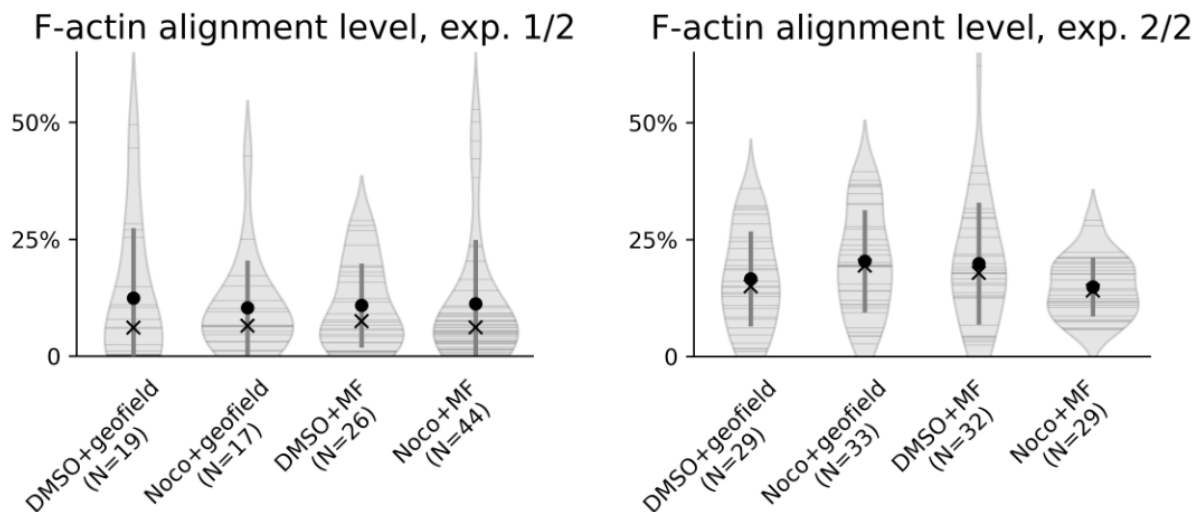 F-actin alignment level, exp. 1/2
50%
25%
0
DMSO+geofield
(N=19)
Noco+geofield
(N=17)
DMSO+MF
(N=26)
Noco+MF
(N=44)
F-actin alignment level, exp. 2/2
50%
25%
0
DMSO+geofield
(N=29)
Noco+geofield
(N=33)
DMSO+MF
(N=32)
Noco+MF
(N=29)